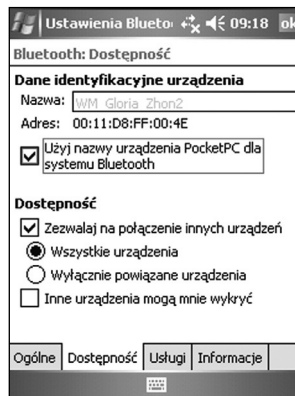 Ustawienia Blueto 09:18 ok
Bluetooth: Dostępność
Dane identyfikacyjne urządzenia
Nazwa: WM_Gloria_Zhon2
Adres: 00:11:D8:FF:00:4E
Użyj nazwy urządzenia PocketPC dla
systemu Bluetooth
Dostępność
Zezwalaj na połączenie innych urządzeń
Wszystkie urządzenia
Wyłącznie powiązane urządzenia
Inne urządzenia mogą mnie wykryć
Ogólne Dostępność Usługi Informacje